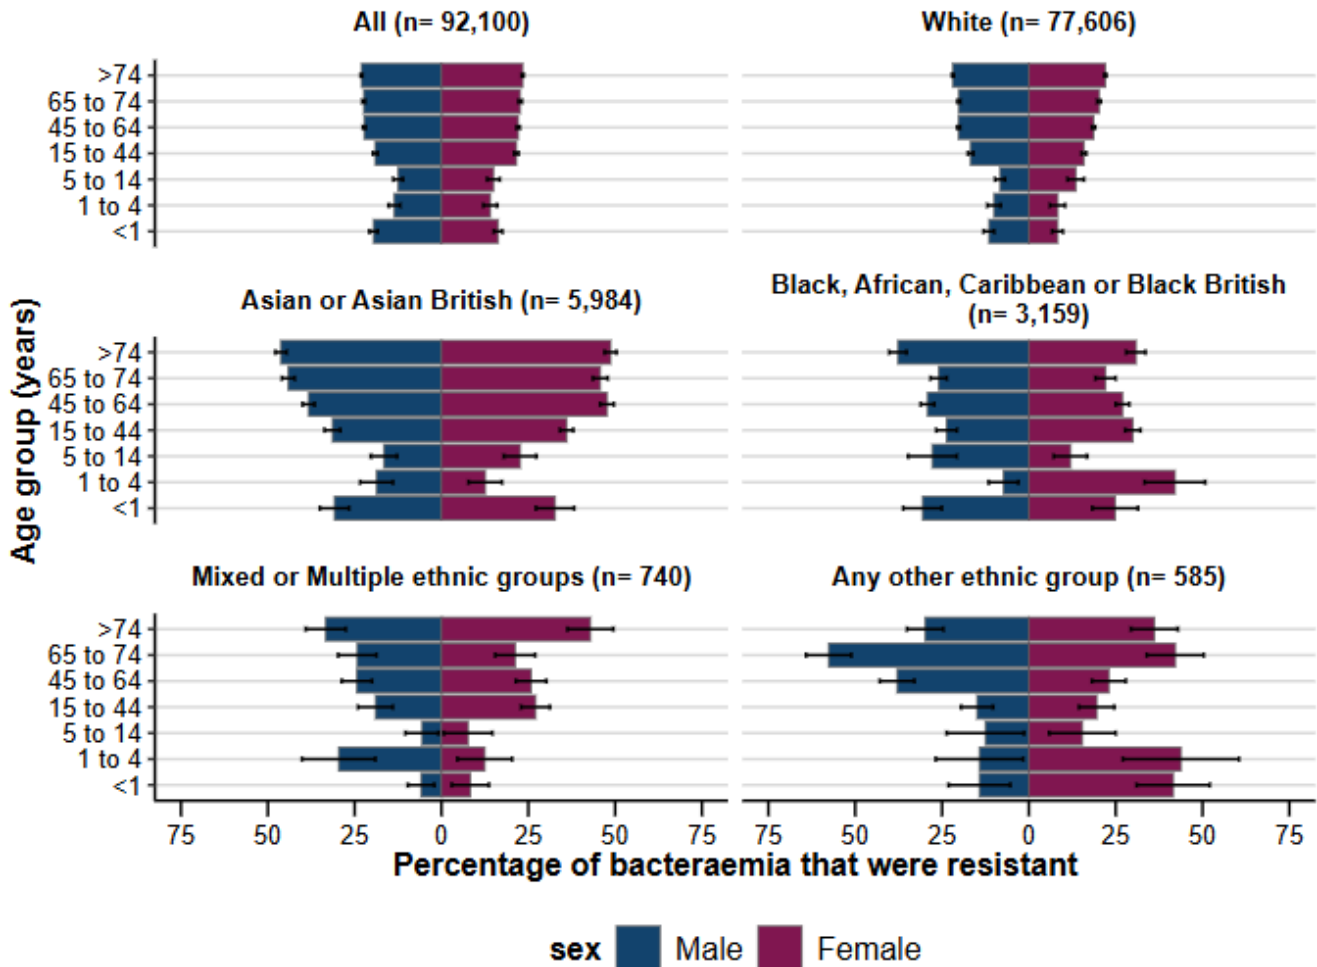 All (n= 92,100)
White (n= 77,606)
>74
65 to 74
45 to 64
15 to 44
5 to 14
1 to 4
<1
Asian or Asian British (n= 5,984)
Black, African, Caribbean or Black British
(n= 3,159)
Age group (years)
>74
65 to 74
45 to 64
15 to 44
5 to 14
1 to 4
<1
Mixed or Multiple ethnic groups (n= 740)
Any other ethnic group (n= 585)
>74
65 to 74
45 to 64
15 to 44
5 to 14
1 to 4
<1
75 50 25 0 25 50 75
75 50 25 0 25 50 75
Percentage of bacteraemia that were resistant
sex Male Female